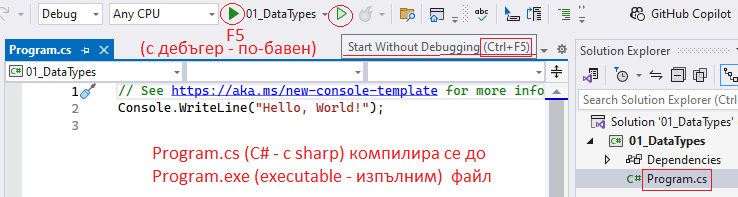 Debug Any CPU 01_DataTypes GitHub Copilot
F5
Program.cs (с дебъгер - по-бавен) Start Without Debugging (Ctrl+F5) Solution Explorer
C# 01_DataTypes
1 // See https://aka.ms/new-console-template for more info
2 Console.WriteLine("Hello, World!");
Program.cs (C# - c sharp) компилира се до
Program.exe (executable - изпълним) файл
Search Solution Explorer (Ctrl
Solution '01_DataTypes'
C# 01_DataTypes
Dependencies
C# Program.cs